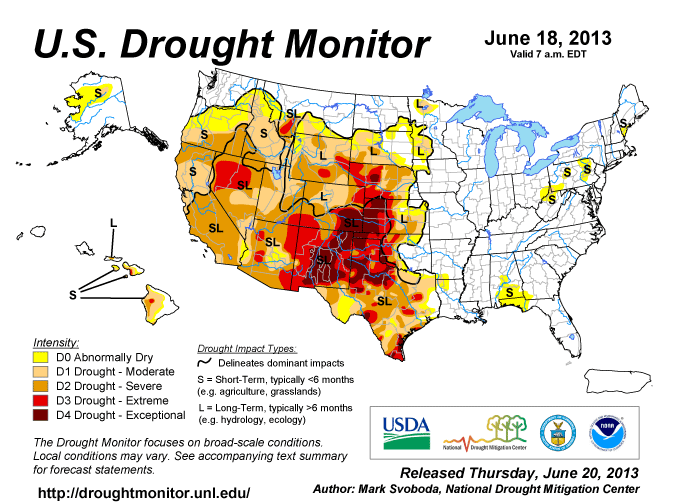 U.S. Drought Monitor
June 18, 2013
Valid 7 a.m. EDT
S
L
S
SL
S
S
L
L
L
S
S
S
S
SL
L
SL
L
SL
SL
SL
S
L
S
Intensity:
D0 Abnormally Dry
D1 Drought - Moderate
D2 Drought - Severe
D3 Drought - Extreme
D4 Drought - Exceptional
Drought Impact Types:
Delineates dominant impacts
S = Short-Term, typically <6 months
(e.g. agriculture, grasslands)
L = Long-Term, typically >6 months
(e.g. hydrology, ecology)
The Drought Monitor focuses on broad-scale conditions.
Local conditions may vary. See accompanying text summary
for forecast statements.
http://droughtmonitor.unl.edu/
USDA
National Drought Mitigation Center
NOAA
Released Thursday, June 20, 2013
Author: Mark Svoboda, National Drought Mitigation Center